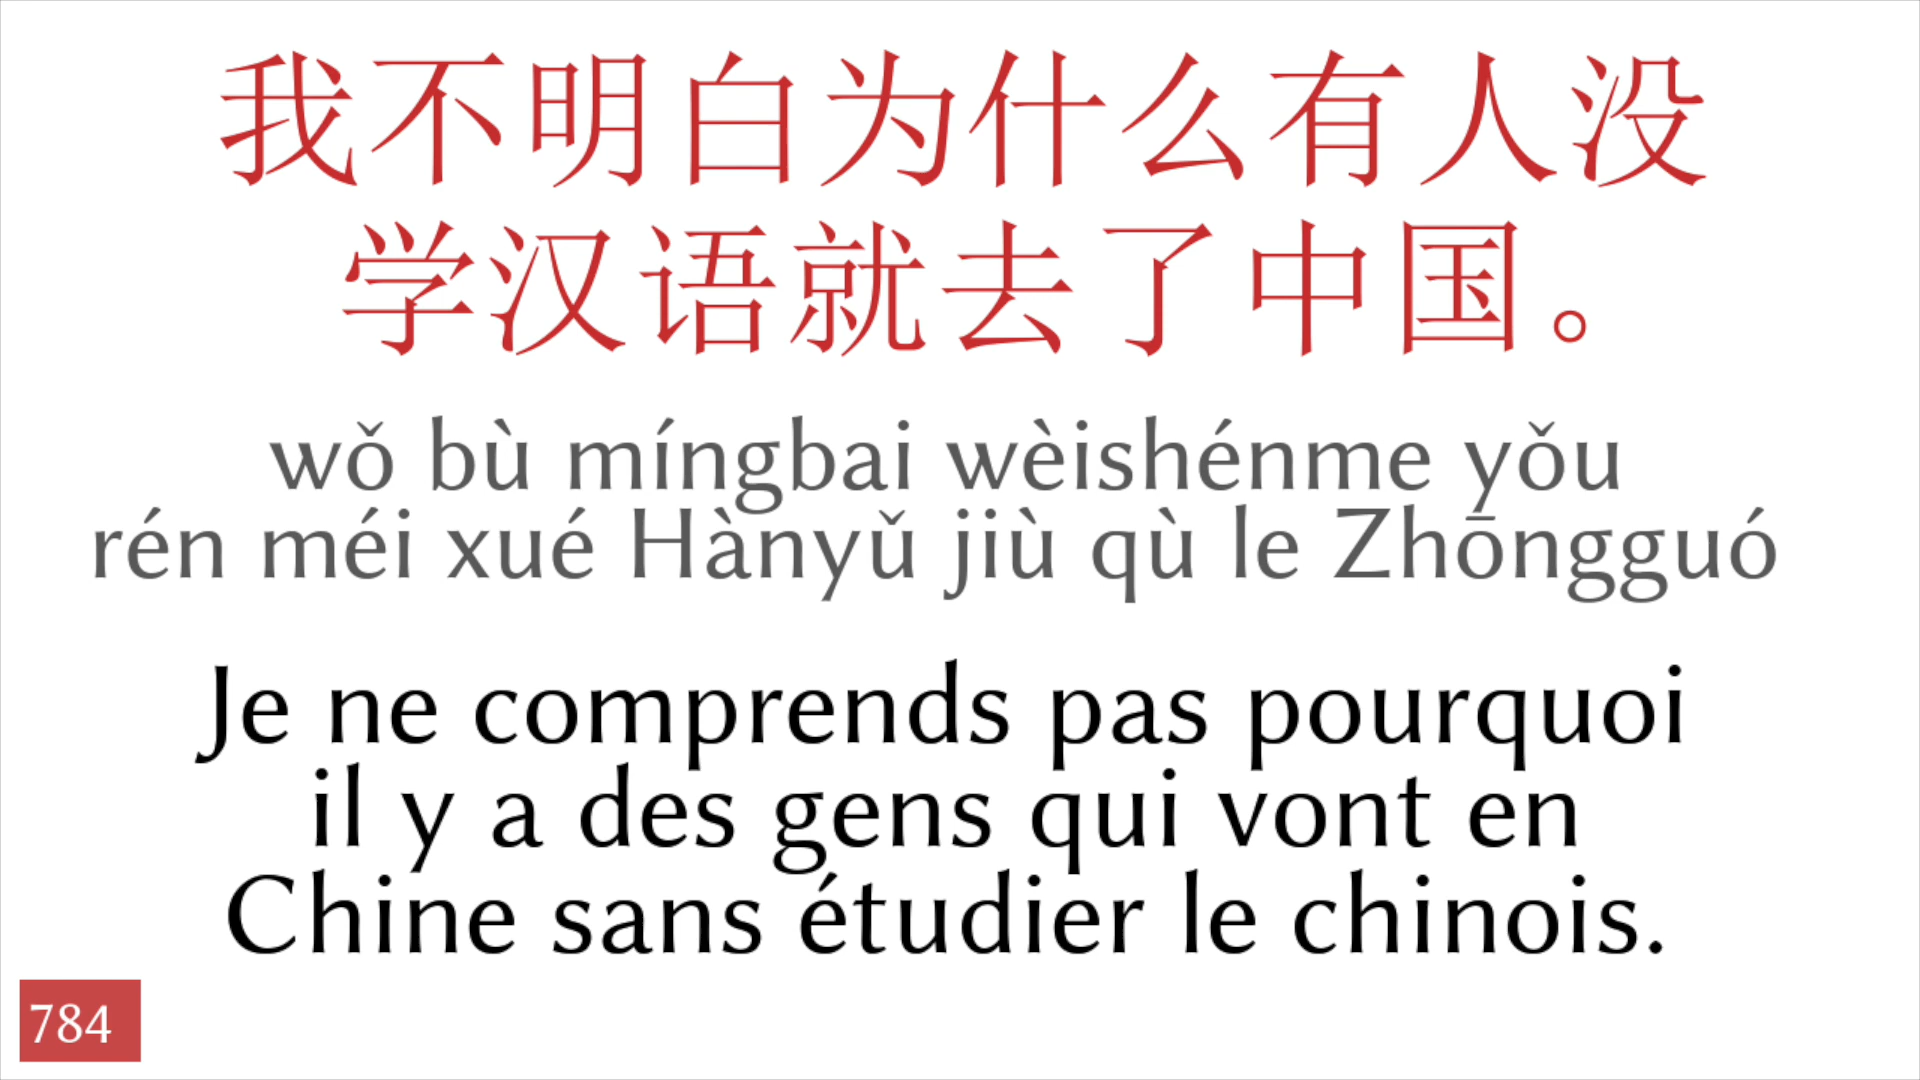 我不明白为什么有人没
学汉语就去了中国。
wǒ bù míngbai wèishénme yǒu
rén méi xué Hànyǔ jiù qù le Zhōngguó
Je ne comprends pas pourquoi
il y a des gens qui vont en
Chine sans étudier le chinois.
784